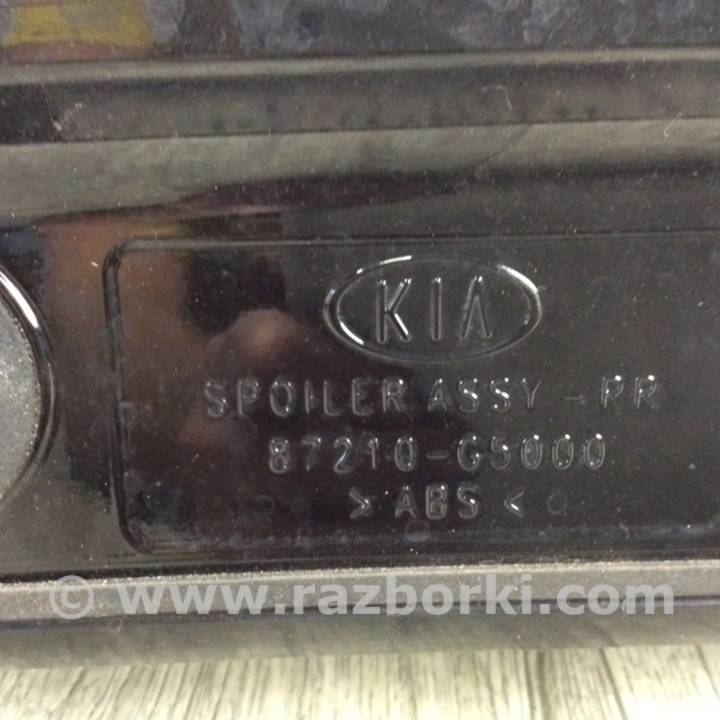 KIA
SPOILER ASSY-RR
87210-G5000
>ABS<
© www.razborki.com